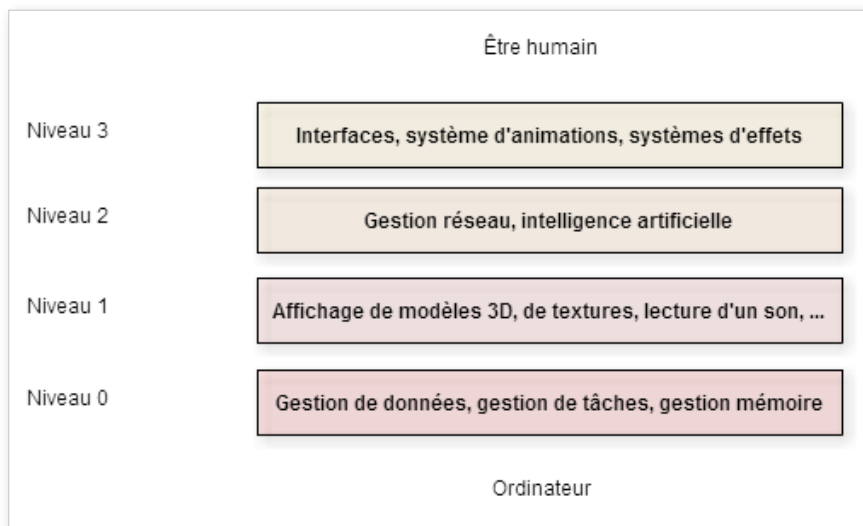 Être humain
Niveau 3
Interfaces, système d'animations, systèmes d'effets
Niveau 2
Gestion réseau, intelligence artificielle
Niveau 1
Affichage de modèles 3D, de textures, lecture d'un son, ...
Niveau 0
Gestion de données, gestion de tâches, gestion mémoire
Ordinateur